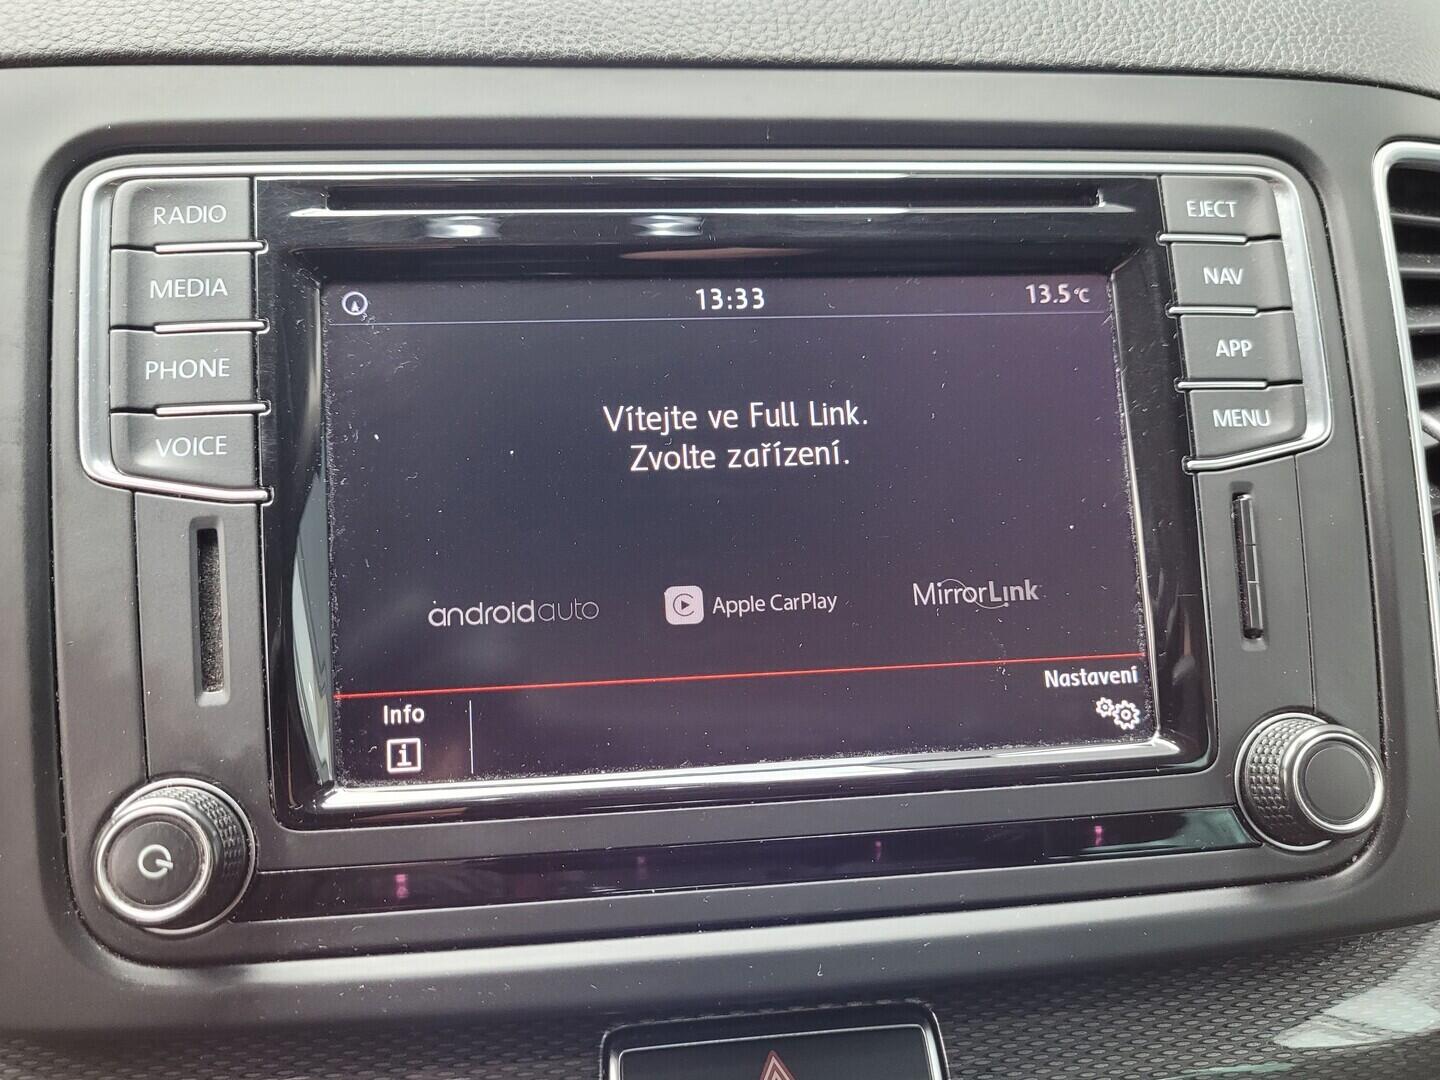 RADIO
MEDIA
PHONE
VOICE
EJECT
NAV
APP
MENU
13:33
13.5°C
Vítejte ve Full Link.
Zvolte zařízení.
androidauto
Apple CarPlay
MirrorLink
Nastavení
Info